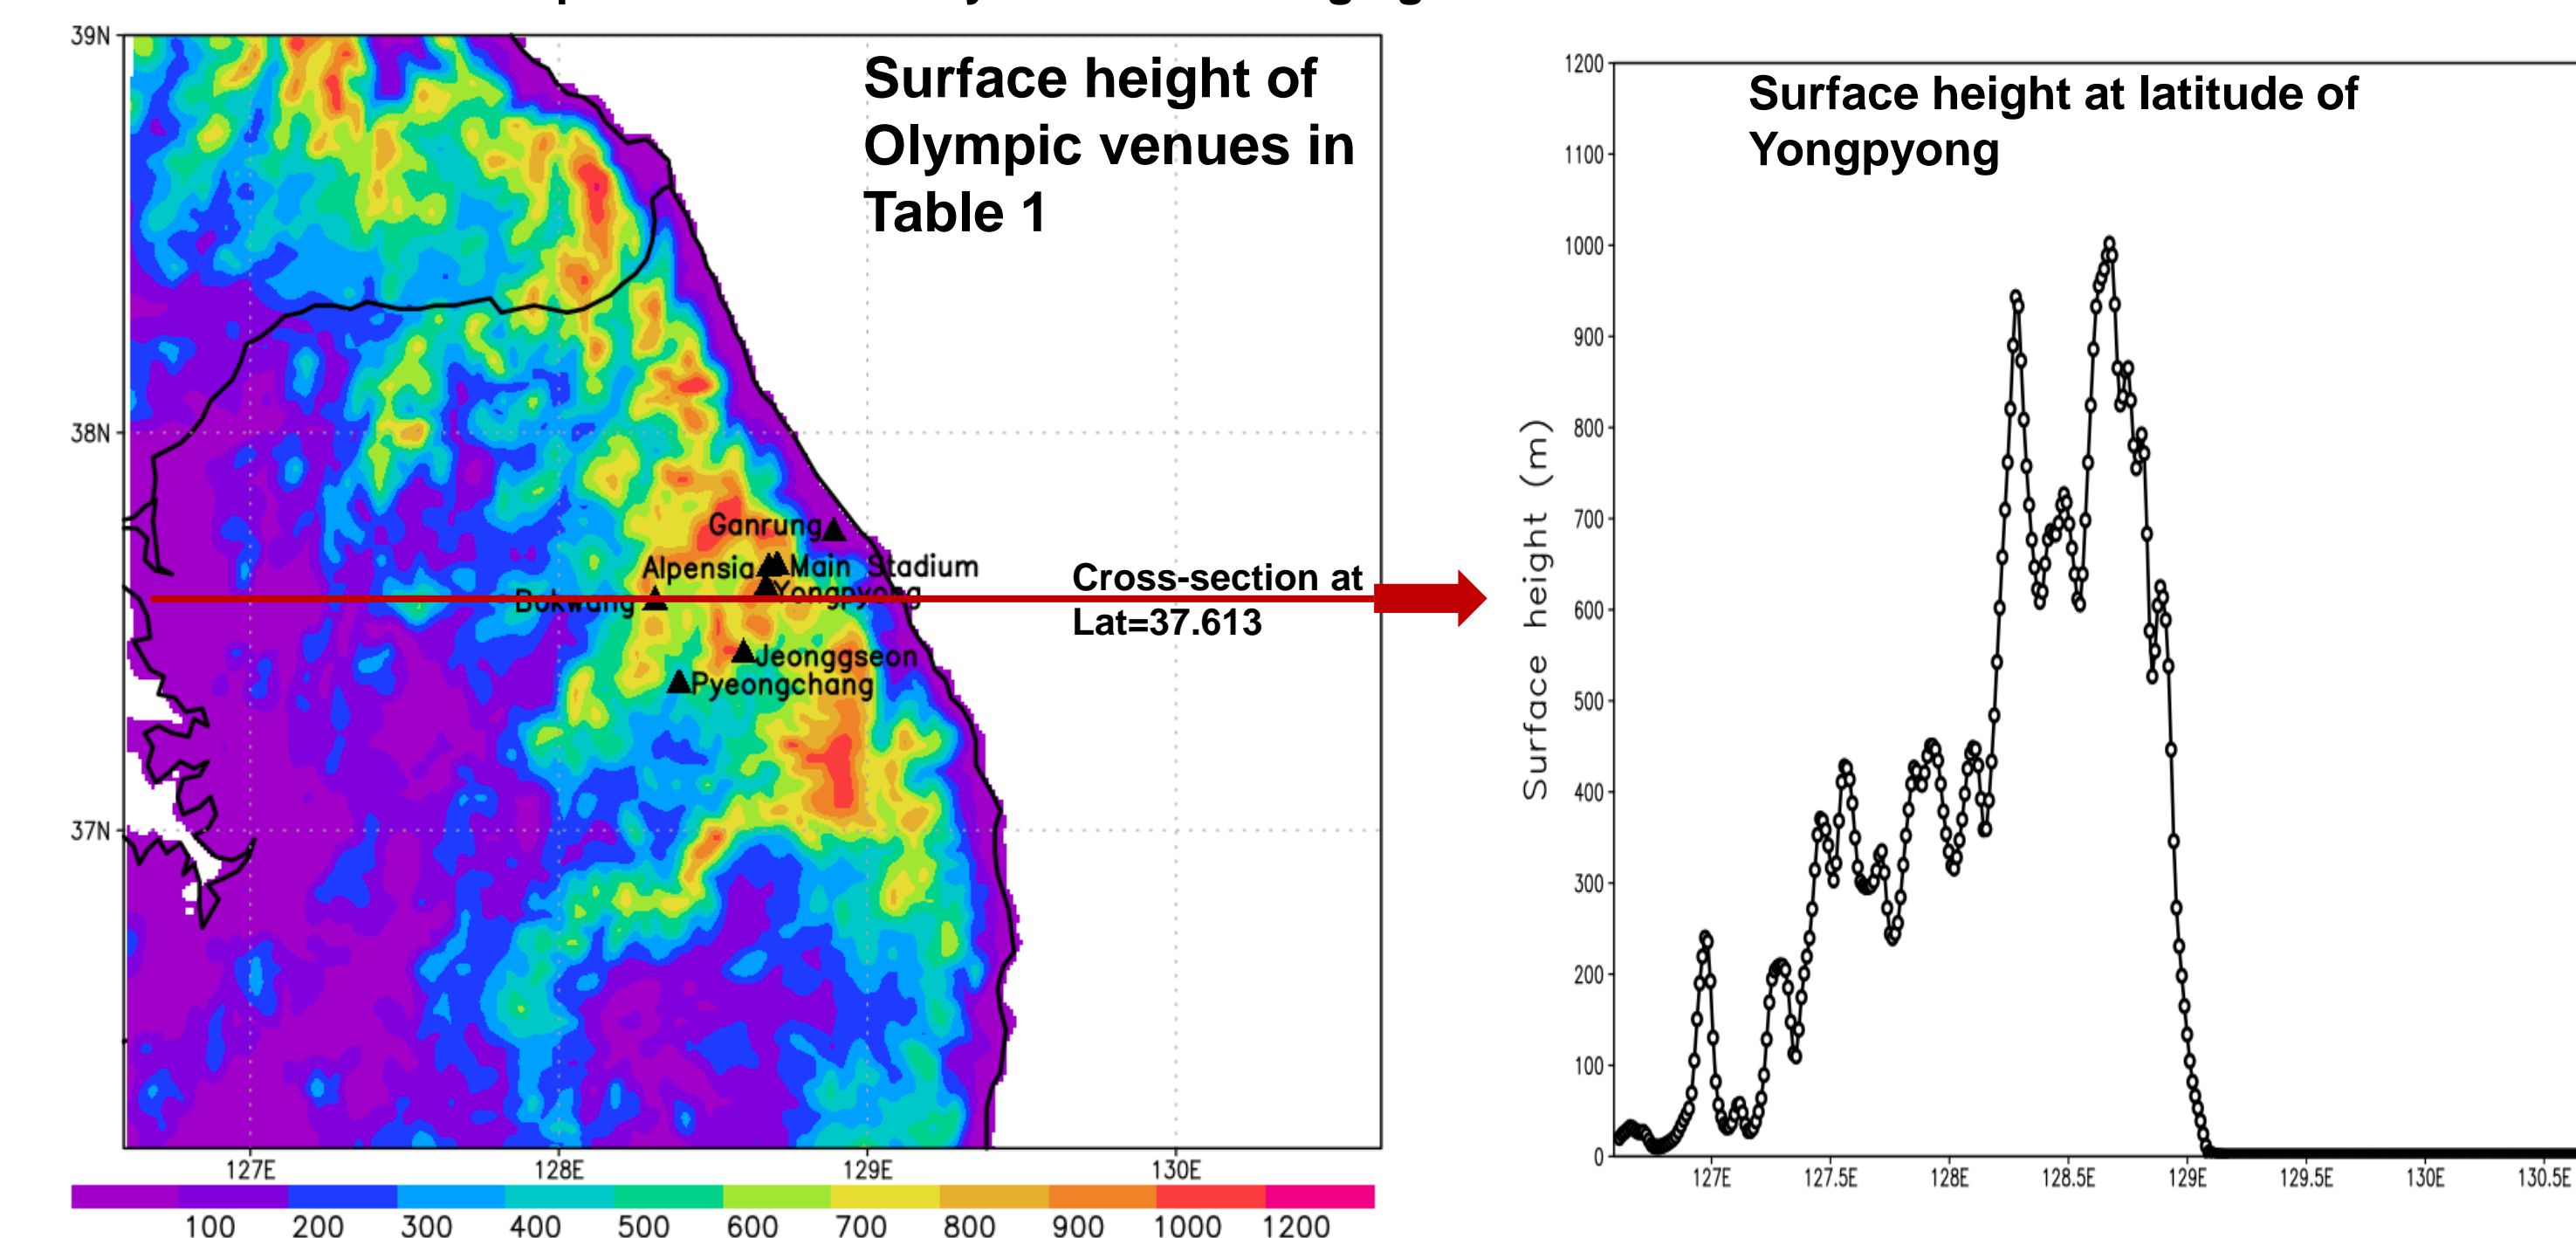 39N
38N
37N
127E 128E 129E 130E
Surface height of
Olympic venues in
Table 1
Ganrung
Alpensia Main Stadium
Yongpyong
Bokwang
Jeonggseon
Pyeongchang
Cross-section at
Lat=37.613
100 200 300 400 500 600 700 800 900 1000 1200
Surface height at latitude of
Yongpyong
Surface height (m)
1200
1100
1000
900
800
700
600
500
400
300
200
100
0
127E 127.5E 128E 128.5E 129E 129.5E 130E 130.5E